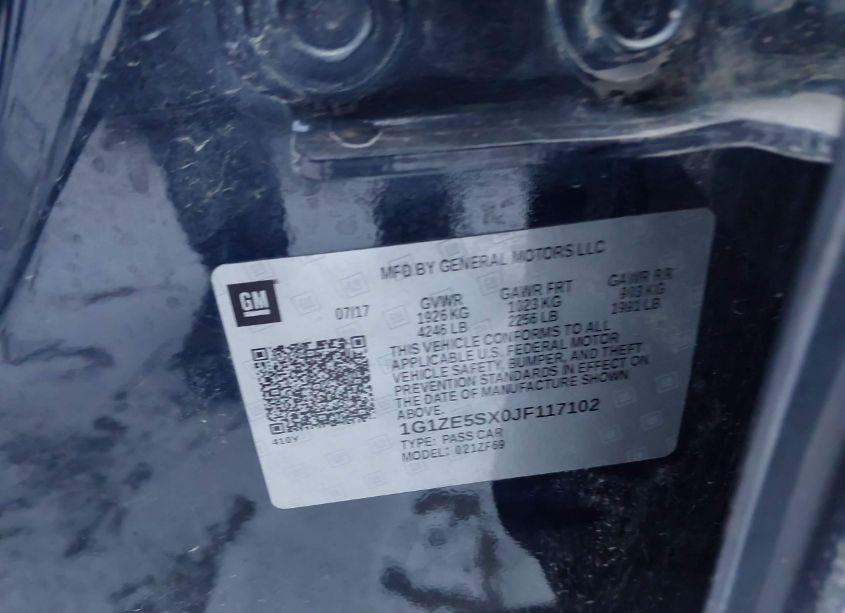 MFD BY GENERAL MOTORS LLC
GM
07/17
GVWR
1926 KG
4246 LB
GAWR FRT
1023 KG
2256 LB
GAWR RR
903 KG
1991 LB
THIS VEHICLE CONFORMS TO ALL
APPLICABLE U.S. FEDERAL MOTOR
VEHICLE SAFETY, BUMPER, AND THEFT
PREVENTION STANDARDS IN EFFECT ON
THE DATE OF MANUFACTURE SHOWN
ABOVE.
1G1ZE5SX0JF117102
TYPE: PASS CAR
MODEL: 021ZF69
410Y